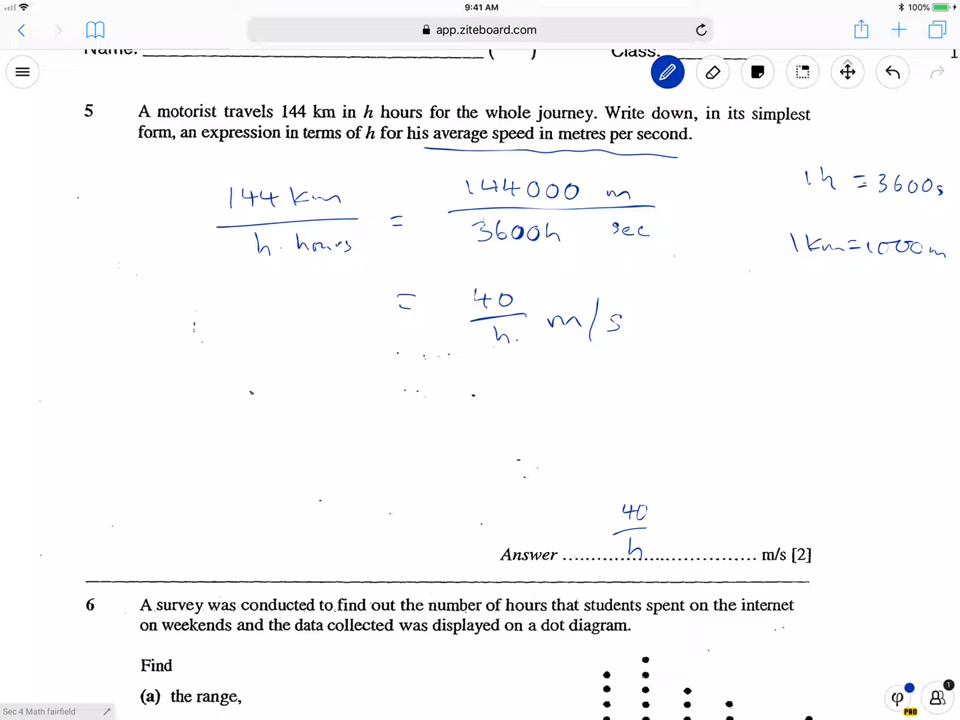 9:41 AM
100%
app.ziteboard.com
Name: ( ) Class: 1
5 A motorist travels 144 km in h hours for the whole journey. Write down, in its simplest
form, an expression in terms of h for his average speed in metres per second.
144 km / h. hours = 144000 m / 3600h sec
1h = 3600s
1km = 1000m
= 40 / h. m/s
40 / h
Answer ........................................ m/s [2]
6 A survey was conducted to find out the number of hours that students spent on the internet
on weekends and the data collected was displayed on a dot diagram.
Find
(a) the range,
Sec 4 Math fairfield
φ PRO
1